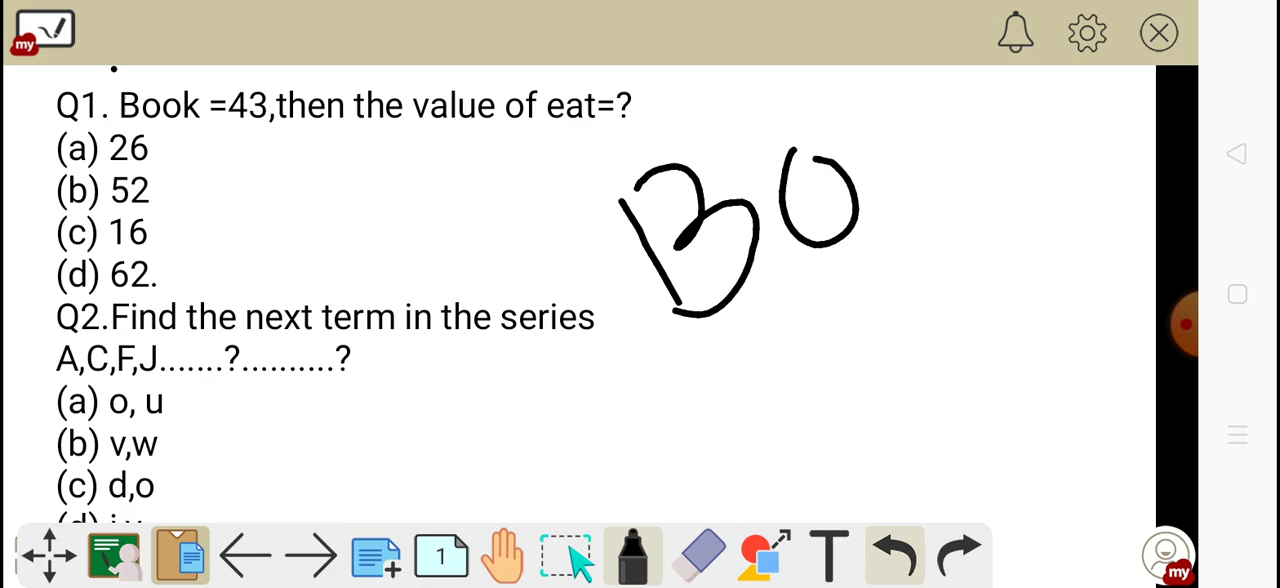 my
Q1. Book =43,then the value of eat=?
(a) 26
(b) 52
(c) 16
(d) 62.
BO
Q2.Find the next term in the series
A,C,F,J.......?..........?
(a) o, u
(b) v,w
(c) d,o
1
T
my